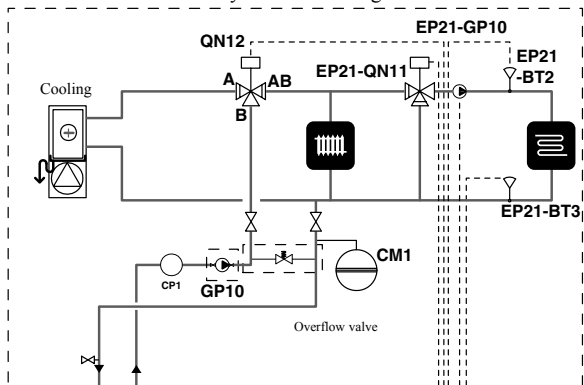 EP21-GP10
QN12
EP21
-BT2
A
AB
EP21-QN11
Cooling
B
EP21-BT3
CM1
GP10
CP1
Overflow valve